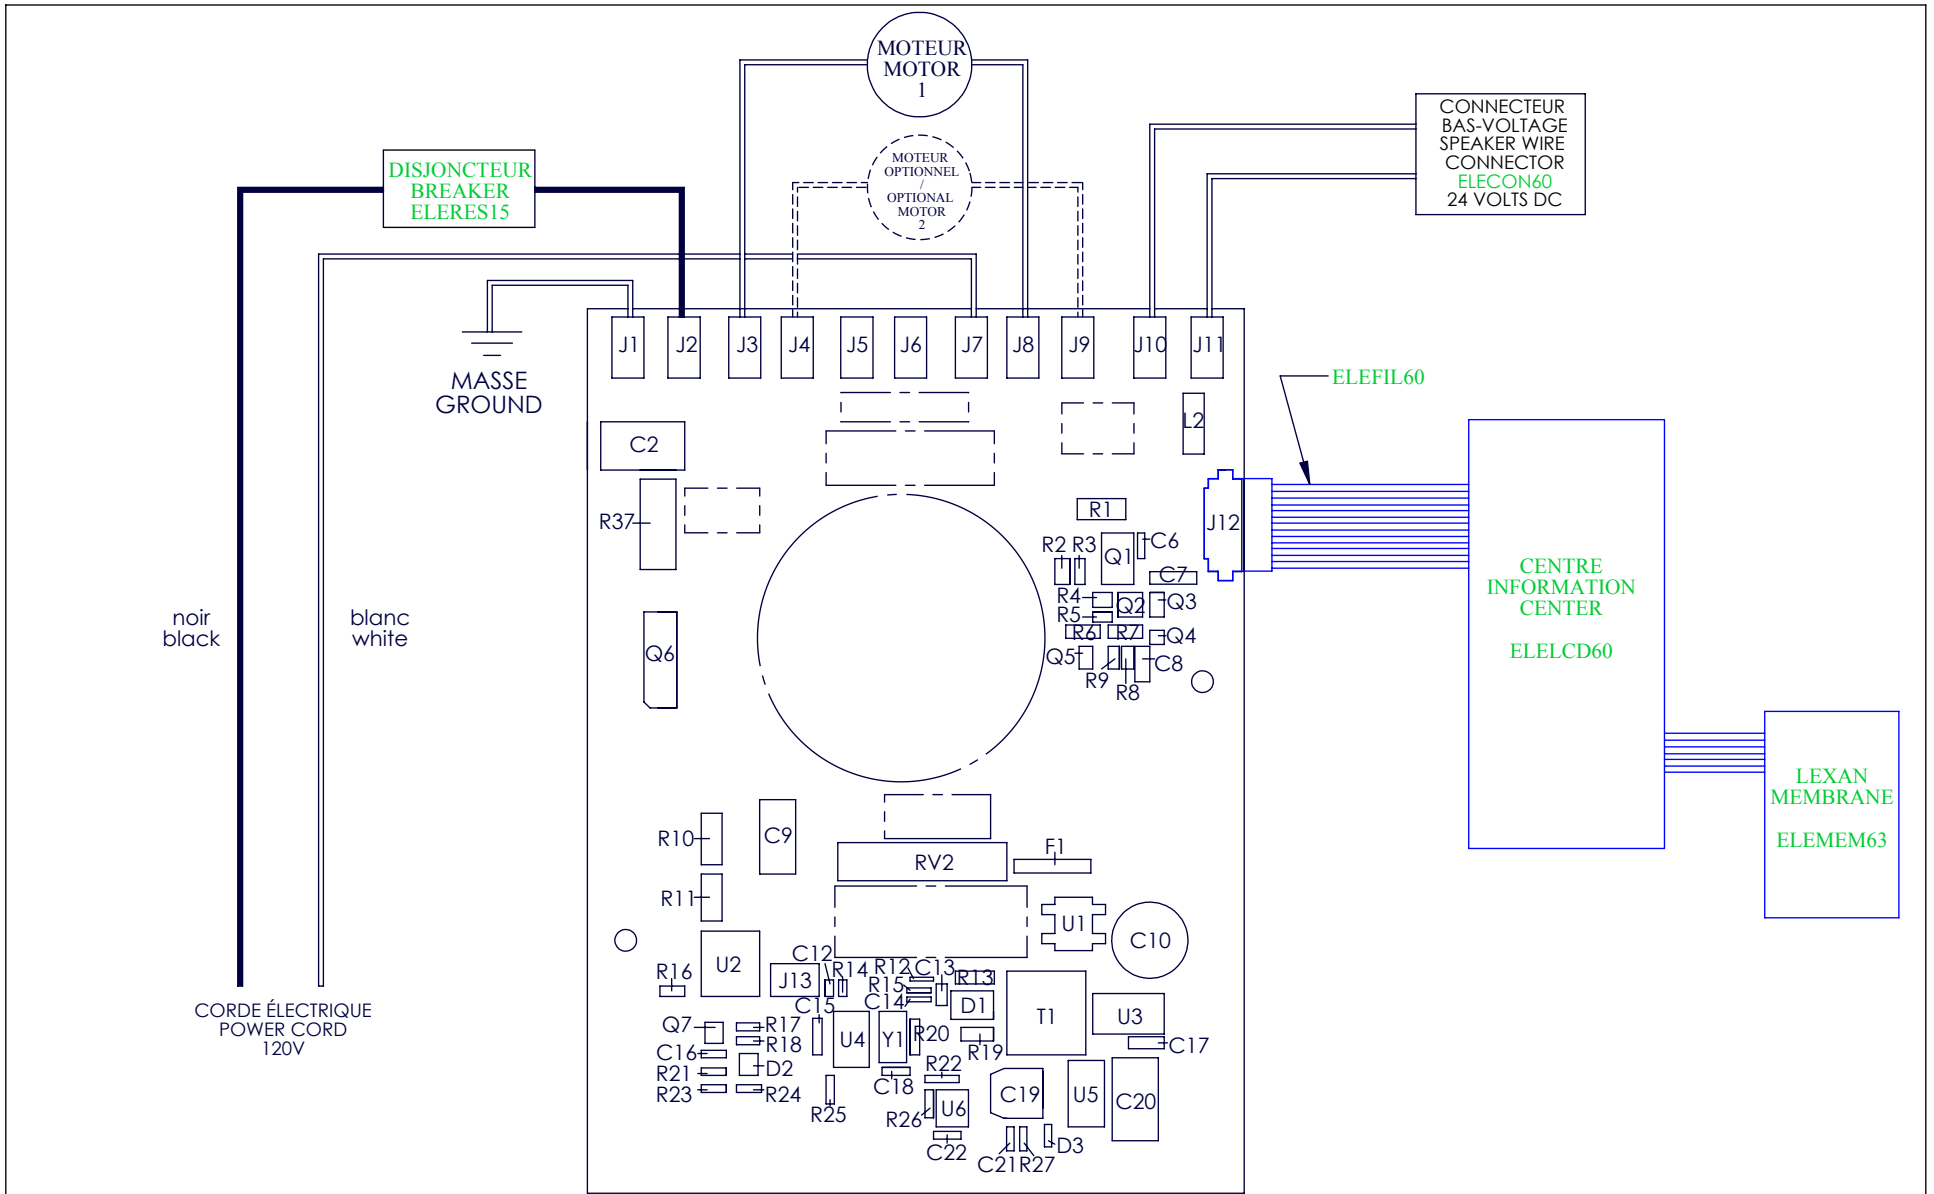 MOTEUR
MOTOR
1
MOTEUR
OPTIONNEL
/
OPTIONAL
MOTOR
2
CONNECTEUR
BAS-VOLTAGE
SPEAKER WIRE
CONNECTOR
ELECON60
24 VOLTS DC
DISJONCTEUR
BREAKER
ELERES15
MASSE
GROUND
J1 J2 J3 J4 J5 J6 J7 J8 J9 J10 J11
ELEFIL60
C2
L2
R37
R1
J12
R2 R3 Q1 C6
C7
R4 Q2 Q3
R5
R6 R7 Q4
Q5 C8
R9 R8
Q6
noir
black
blanc
white
CENTRE
INFORMATION
CENTER
ELELCD60
LEXAN
MEMBRANE
ELEMEM63
R10 C9
RV2 F1
R11
U1 C10
U2 J13
R16
C12 R14
R12 C13 R13
R15
C14 D1
C15
T1 U3
CORDE ÉLECTRIQUE
POWER CORD
120V
Q7 R17
R18
U4 Y1 R20
R19 C17
C16
D2
R21
R23 R24
R25
C18
R22
R26 U6
C22
C19 U5 C20
C21 R27 D3